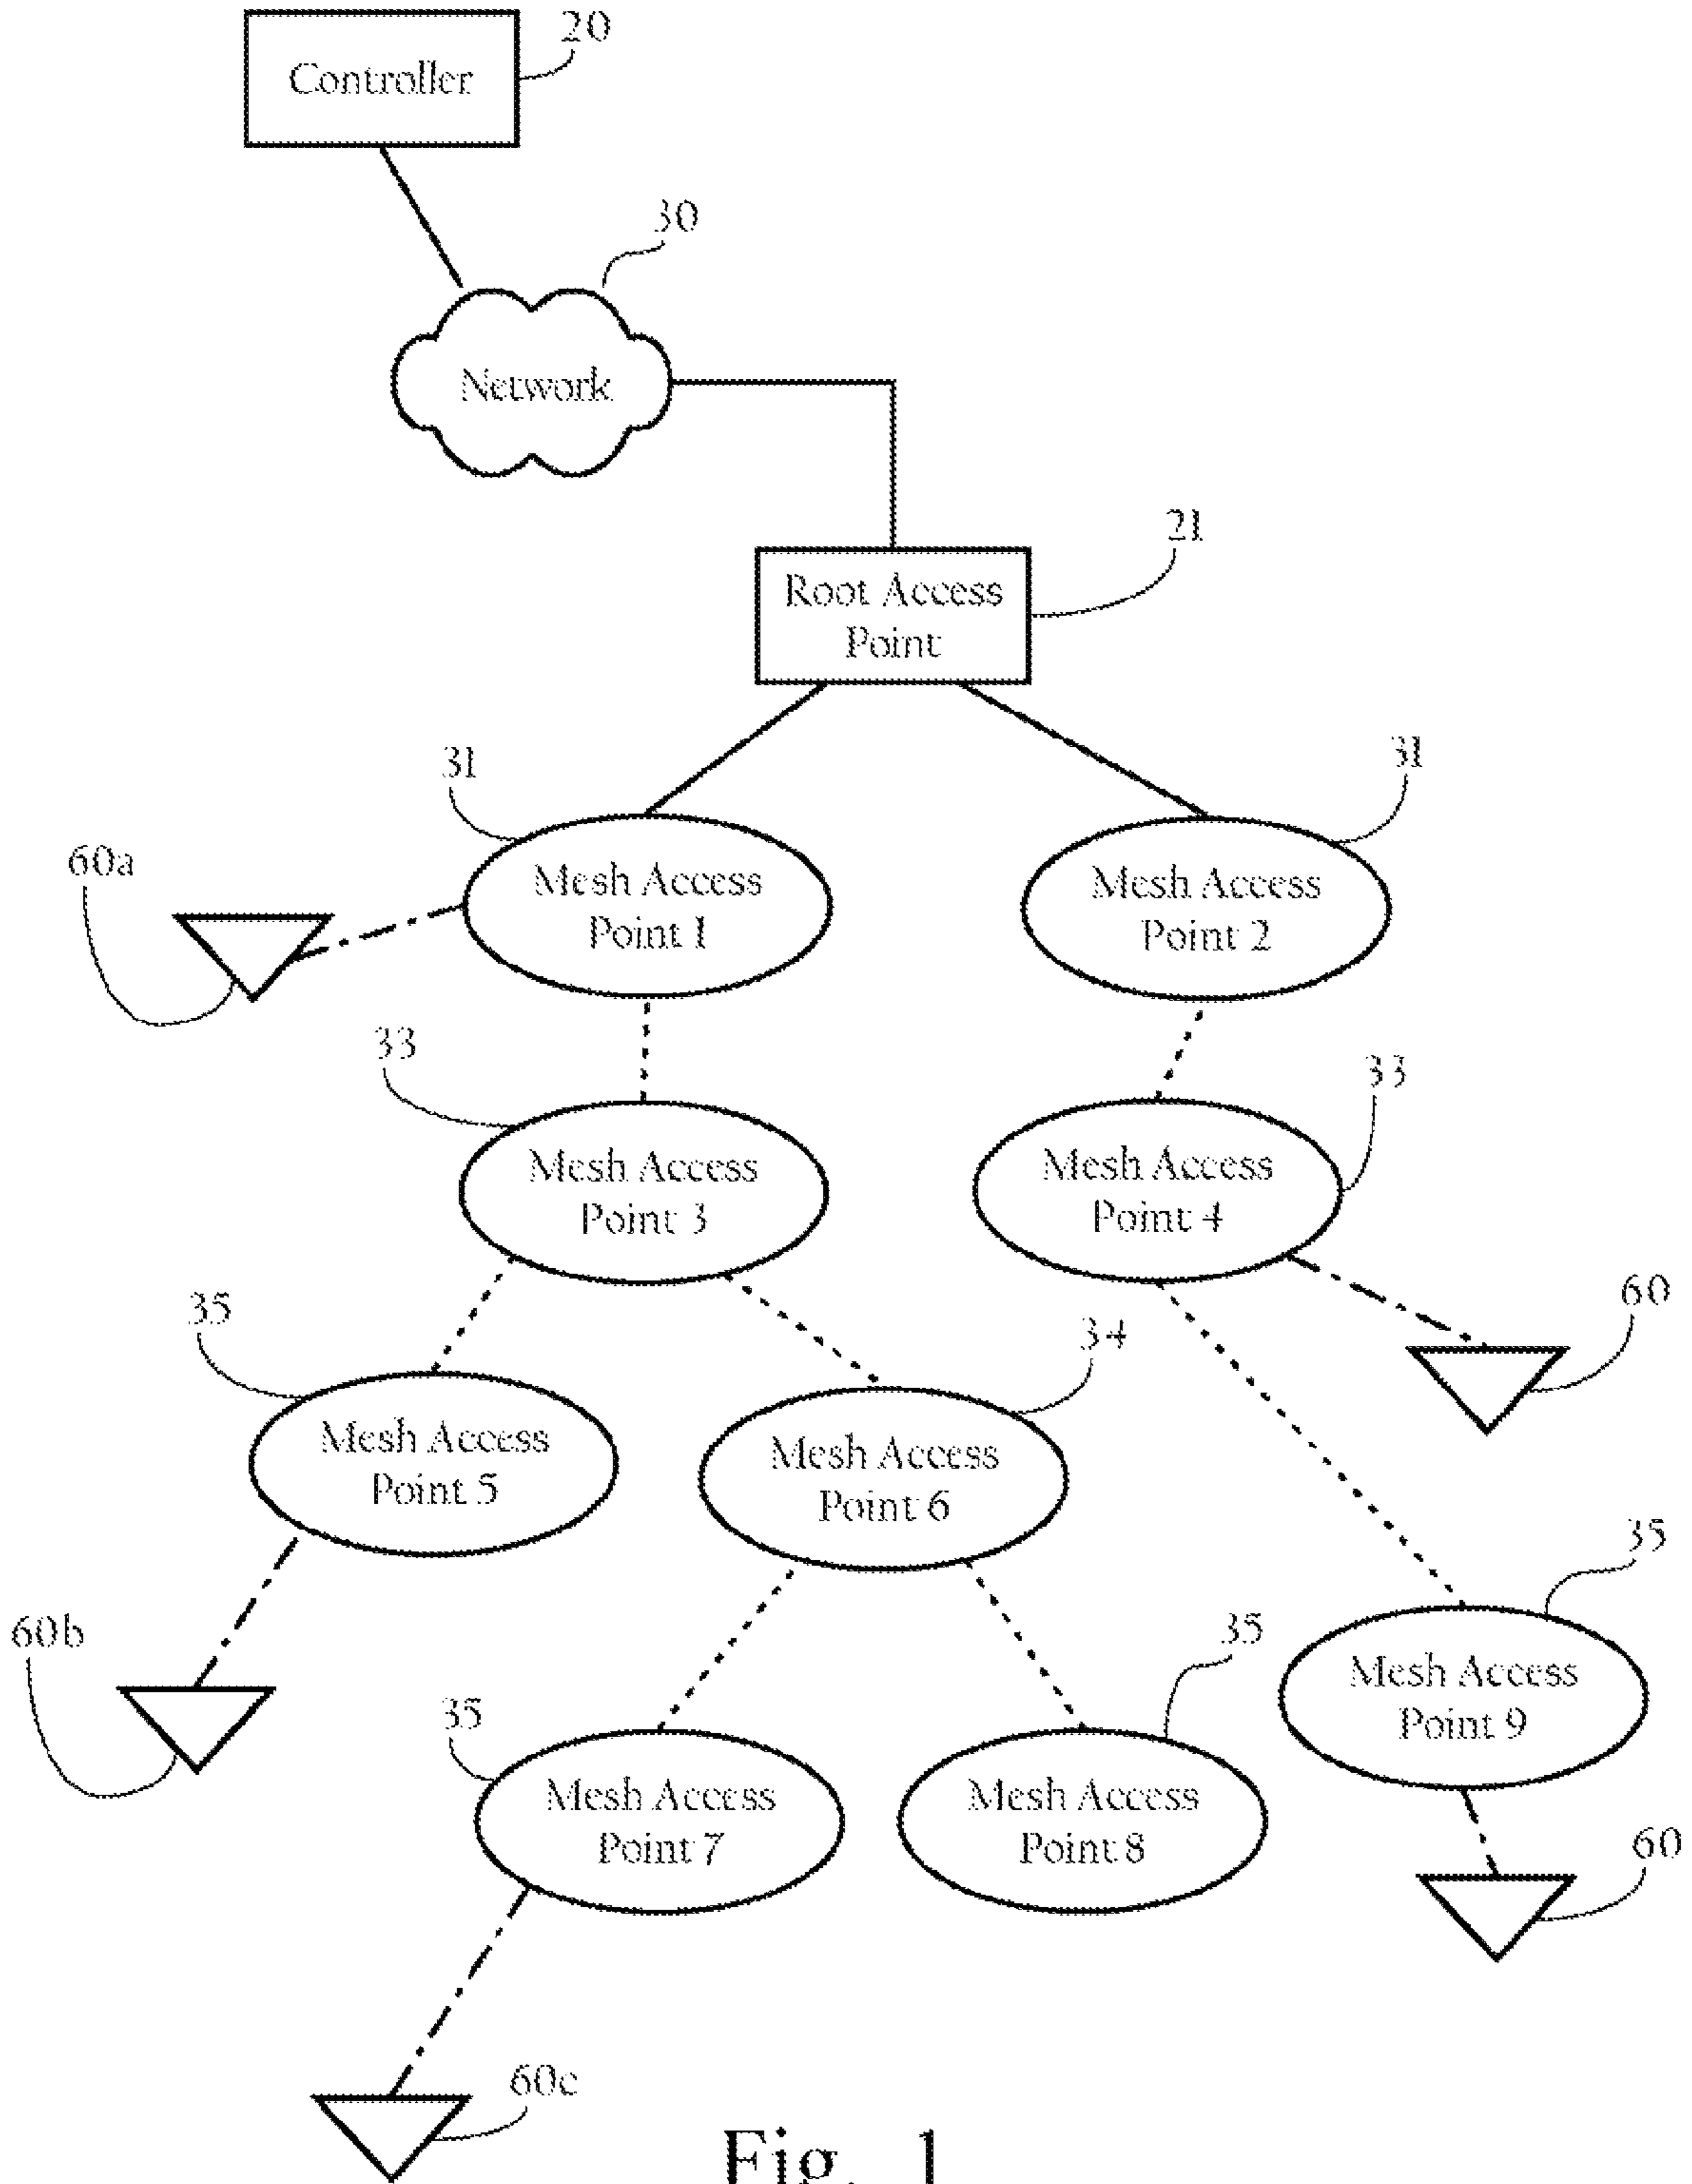 20
Controller
30
Network
21
Root Access
Point
31
31
60a
Mesh Access
Point 1
Mesh Access
Point 2
33
33
Mesh Access
Point 3
Mesh Access
Point 4
35
34
60
Mesh Access
Point 5
Mesh Access
Point 6
35
60b
35
Mesh Access
Point 9
35
Mesh Access
Point 7
Mesh Access
Point 8
60
60c
Fig. 1